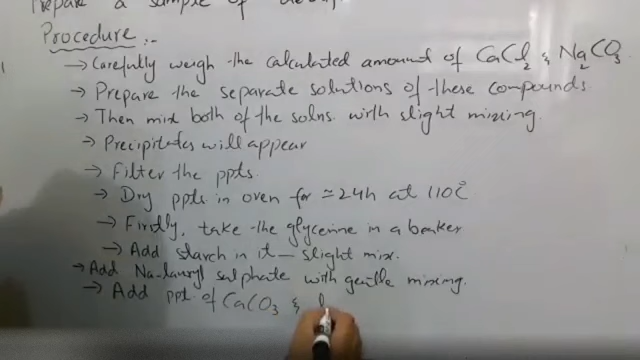 Prepare a sample of
Procedure :-
→ Carefully weigh the calculated amount of CaCl2 & Na2CO3.
→ Prepare the separate solutions of these compounds.
→ Then mix both of the solns. with slight mixing.
→ Precipitates will appear
→ Filter the ppts.
→ Dry ppts in oven for ≃ 24h at 110°C
→ Firstly, take the glycerine in a beaker
→ Add starch in it — slight mix.
→ Add Na-lauryl sulphate with gentle mixing.
→ Add ppt. of CaCO3 &